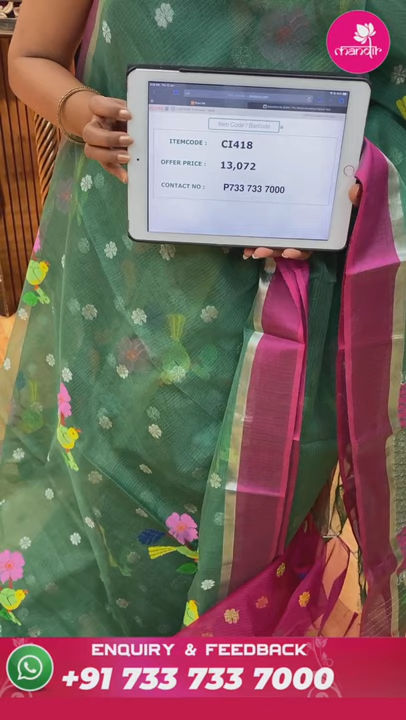 mandir
Item Code / Barcode
ITEMCODE : CI418
OFFER PRICE : 13,072
CONTACT NO : P733 733 7000
ENQUIRY & FEEDBACK
+91 733 733 7000